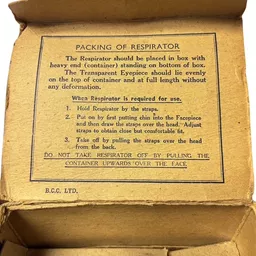 PACKING OF RESPIRATOR
The Respirator should be placed in box with
heavy end (container) standing on bottom of box.
The Transparent Eyepiece should lie evenly
on the top of container and at full length without
any deformation.
When Respirator is required for use.
1. Hold Respirator by the straps.
2. Put on by first putting chin into the Facepiece
and then draw the straps over the head. Adjust
straps to obtain close but comfortable fit.
3. Take off by pulling the straps over the head
from the back.
DO NOT TAKE RESPIRATOR OFF BY PULLING THE
CONTAINER UPWARDS OVER THE FACE.
B.C.C. LTD.